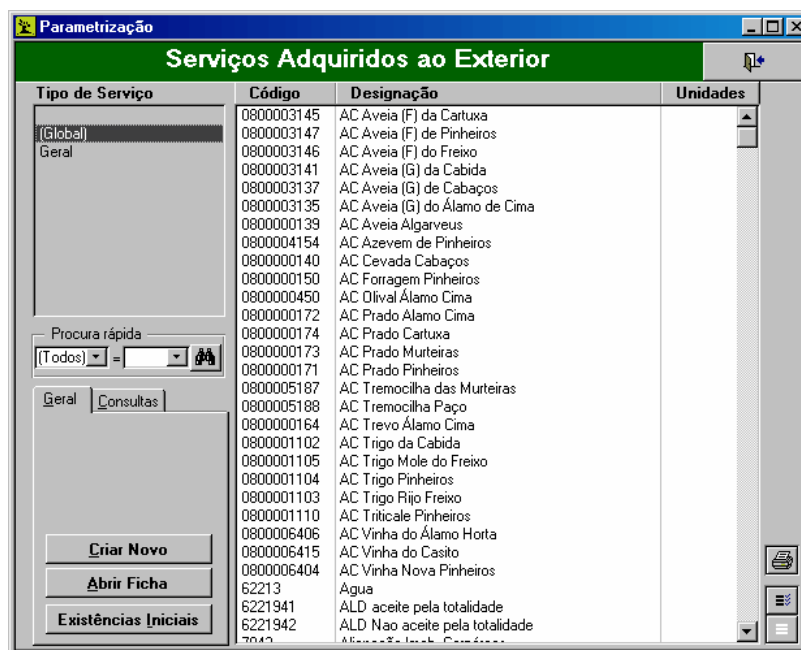 Parametrização
Serviços Adquiridos ao Exterior
Tipo de Serviço
(Global)
Geral
Procura rápida
(Todos) =
Geral Consultas
Criar Novo
Abrir Ficha
Existências Iniciais
Código Designação Unidades
0800003145 AC Aveia (F) da Cartuxa
0800003147 AC Aveia (F) de Pinheiros
0800003146 AC Aveia (F) do Freixo
0800003141 AC Aveia (G) da Cabida
0800003137 AC Aveia (G) de Cabaços
0800003135 AC Aveia (G) do Álamo de Cima
0800000139 AC Aveia Algarveus
0800004154 AC Azevem de Pinheiros
0800000140 AC Cevada Cabaços
0800000150 AC Forragem Pinheiros
0800000450 AC Olival Álamo Cima
0800000172 AC Prado Alamo Cima
0800000174 AC Prado Cartuxa
0800000173 AC Prado Murteiras
0800000171 AC Prado Pinheiros
0800005187 AC Tremocilha das Murteiras
0800005188 AC Tremocilha Paço
0800000164 AC Trevo Álamo Cima
0800001102 AC Trigo da Cabida
0800001105 AC Trigo Mole do Freixo
0800001104 AC Trigo Pinheiros
0800001103 AC Trigo Rijo Freixo
0800001110 AC Triticale Pinheiros
0800006406 AC Vinha do Álamo Horta
0800006415 AC Vinha do Casito
0800006404 AC Vinha Nova Pinheiros
62213 Agua
6221941 ALD aceite pela totalidade
6221942 ALD Nao aceite pela totalidade